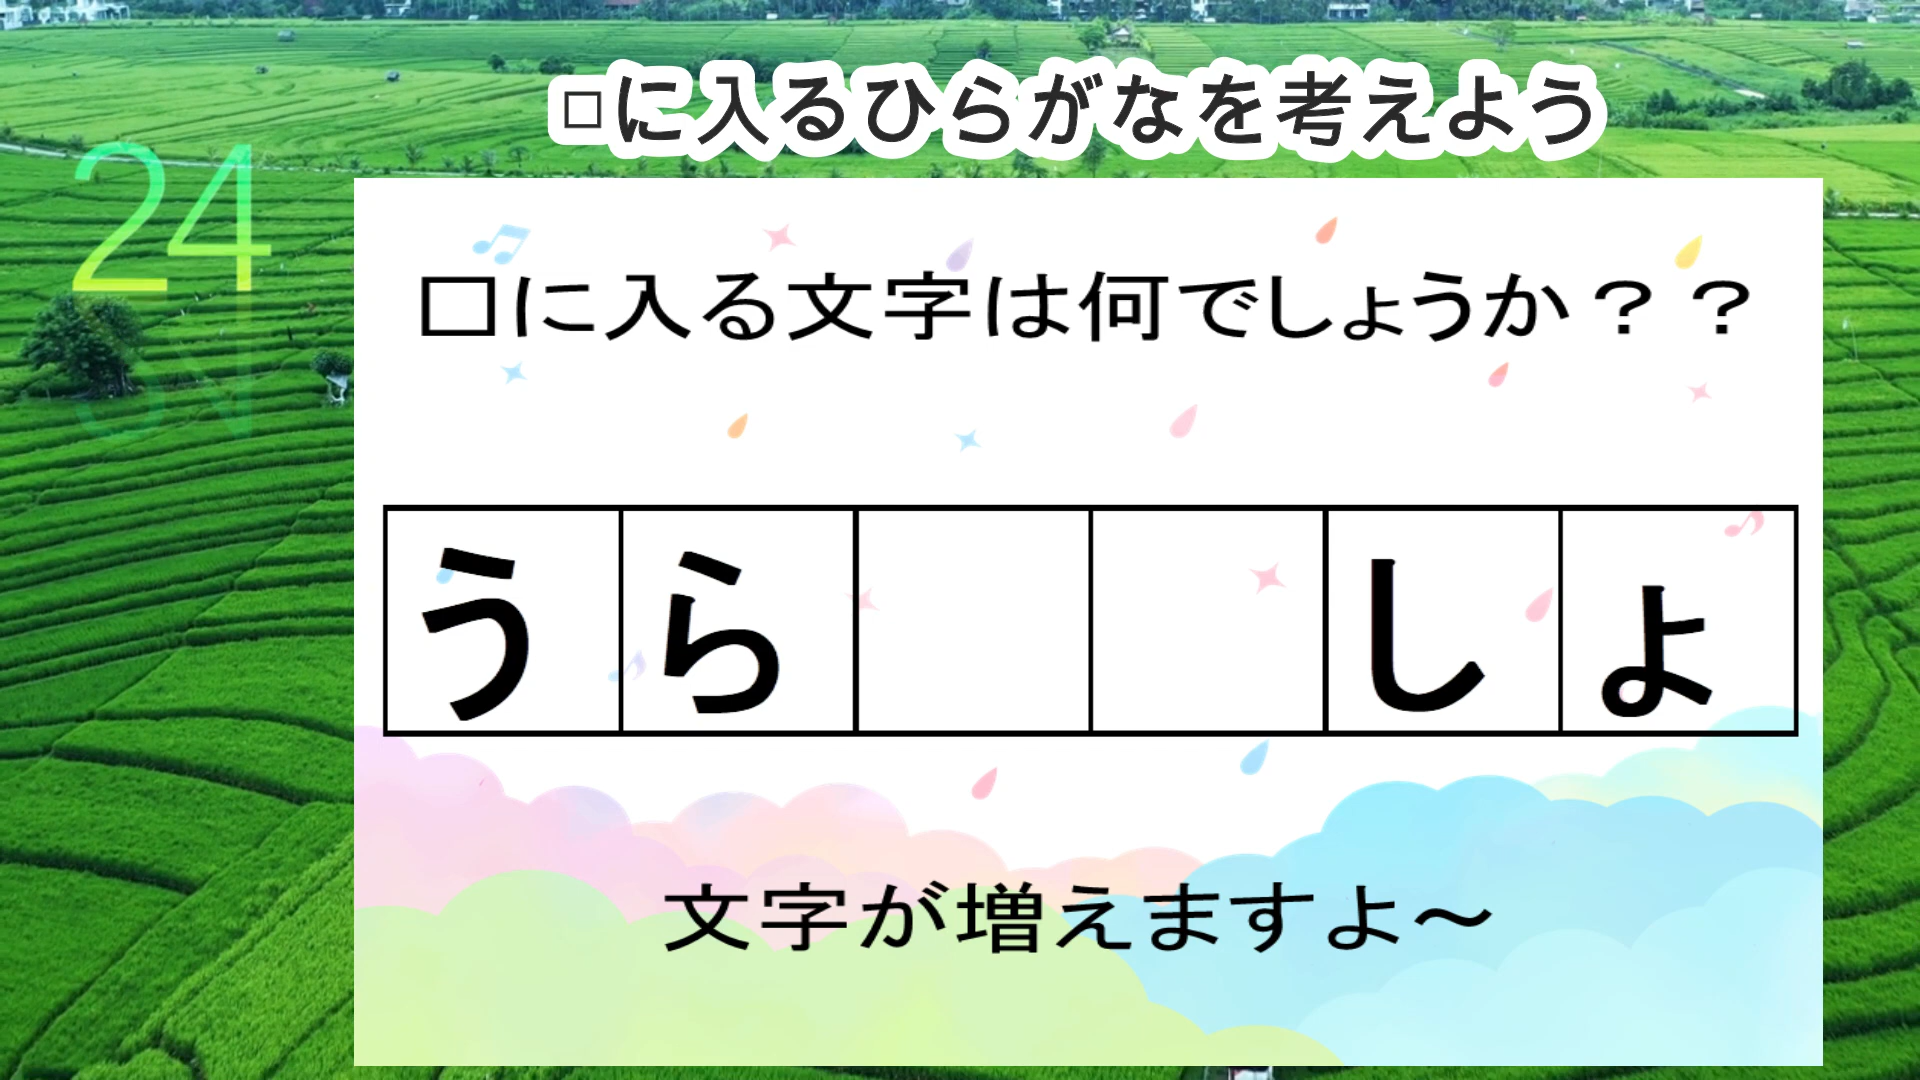 □に入るひらがなを考えよう
24
□に入る文字は何でしょうか？？
うら　　しょ
文字が増えますよ～